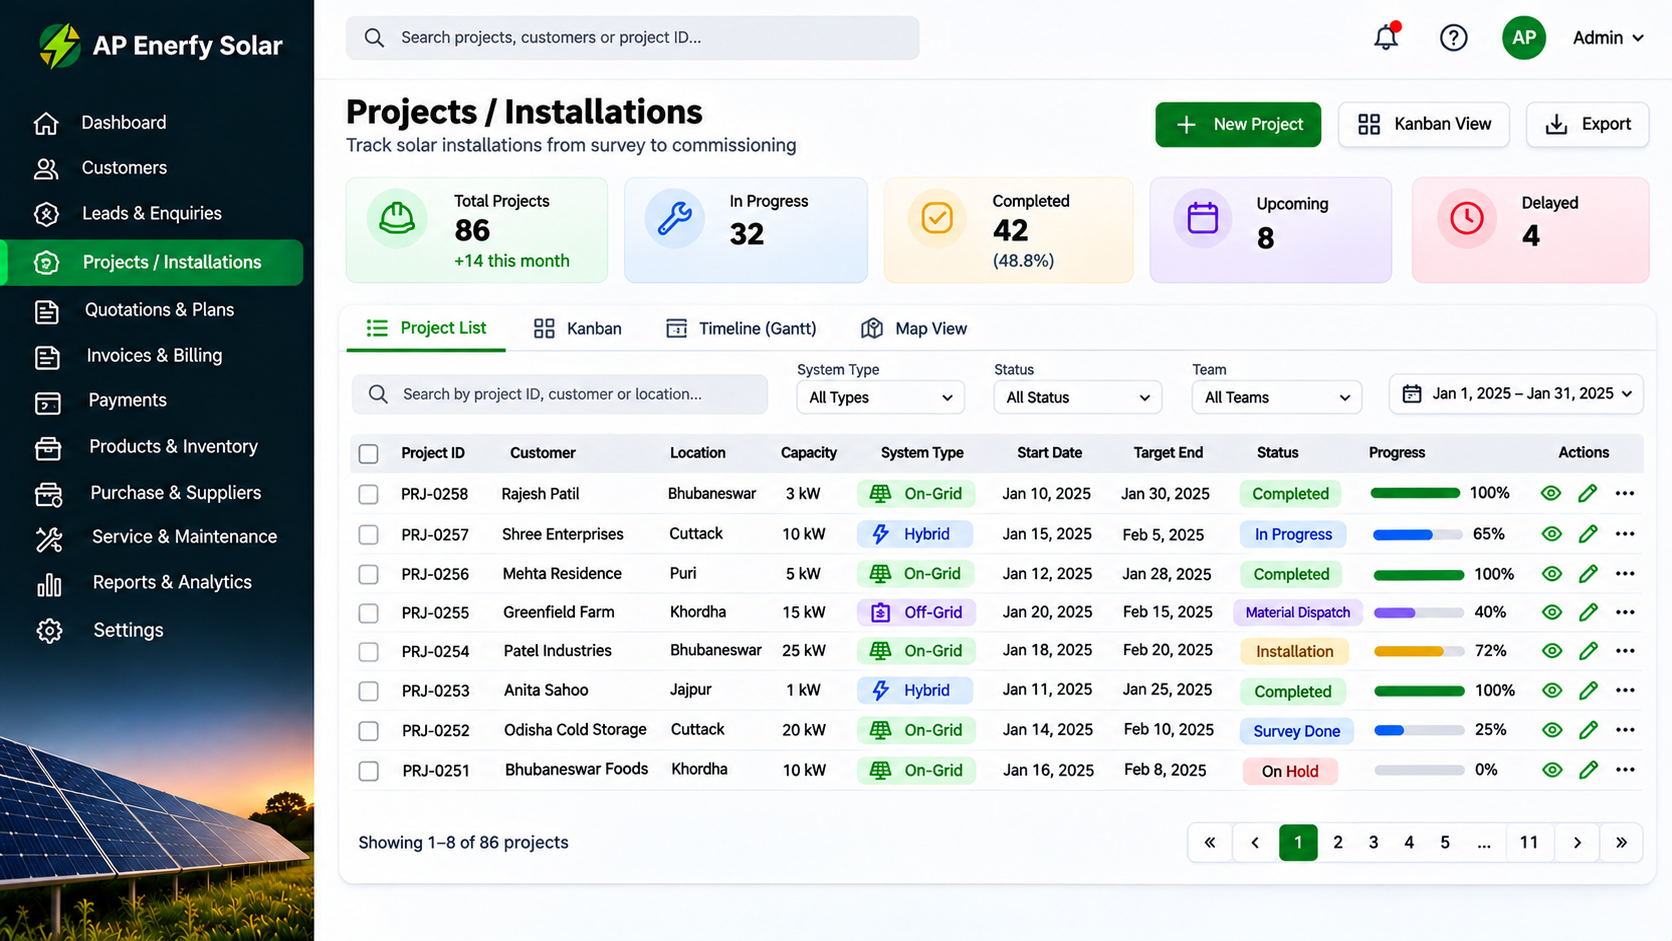 AP Enerfy Solar
Dashboard
Customers
Leads & Enquiries
Projects / Installations
Quotations & Plans
Invoices & Billing
Payments
Products & Inventory
Purchase & Suppliers
Service & Maintenance
Reports & Analytics
Settings
Search projects, customers or project ID...
AP Admin
Projects / Installations
Track solar installations from survey to commissioning
New Project Kanban View Export
Total Projects
86
+14 this month
In Progress
32
Completed
42
(48.8%)
Upcoming
8
Delayed
4
Project List Kanban Timeline (Gantt) Map View
Search by project ID, customer or location...
System Type
All Types
Status
All Status
Team
All Teams
Jan 1, 2025 – Jan 31, 2025
Project ID Customer Location Capacity System Type Start Date Target End Status Progress Actions
PRJ-0258 Rajesh Patil Bhubaneswar 3 kW On-Grid Jan 10, 2025 Jan 30, 2025 Completed 100%
PRJ-0257 Shree Enterprises Cuttack 10 kW Hybrid Jan 15, 2025 Feb 5, 2025 In Progress 65%
PRJ-0256 Mehta Residence Puri 5 kW On-Grid Jan 12, 2025 Jan 28, 2025 Completed 100%
PRJ-0255 Greenfield Farm Khordha 15 kW Off-Grid Jan 20, 2025 Feb 15, 2025 Material Dispatch 40%
PRJ-0254 Patel Industries Bhubaneswar 25 kW On-Grid Jan 18, 2025 Feb 20, 2025 Installation 72%
PRJ-0253 Anita Sahoo Jajpur 1 kW Hybrid Jan 11, 2025 Jan 25, 2025 Completed 100%
PRJ-0252 Odisha Cold Storage Cuttack 20 kW On-Grid Jan 14, 2025 Feb 10, 2025 Survey Done 25%
PRJ-0251 Bhubaneswar Foods Khordha 10 kW On-Grid Jan 16, 2025 Feb 8, 2025 On Hold 0%
Showing 1–8 of 86 projects
« ‹ 1 2 3 4 5 ... 11 › »